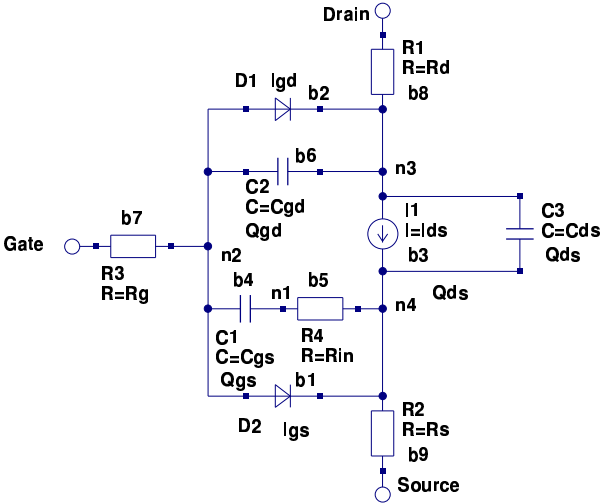 Drain
R1
R=Rd
b8
D1 Igd
b2
b6
n3
C2
C=Cgd
Qgd
I1
I=Ids
b3
C3
C=Cds
Qds
b7
Gate
n2
R3
R=Rg
b4
n1
b5
Qds
n4
C1
C=Cgs
Qgs
R4
R=Rin
b1
D2 Igs
R2
R=Rs
b9
Source